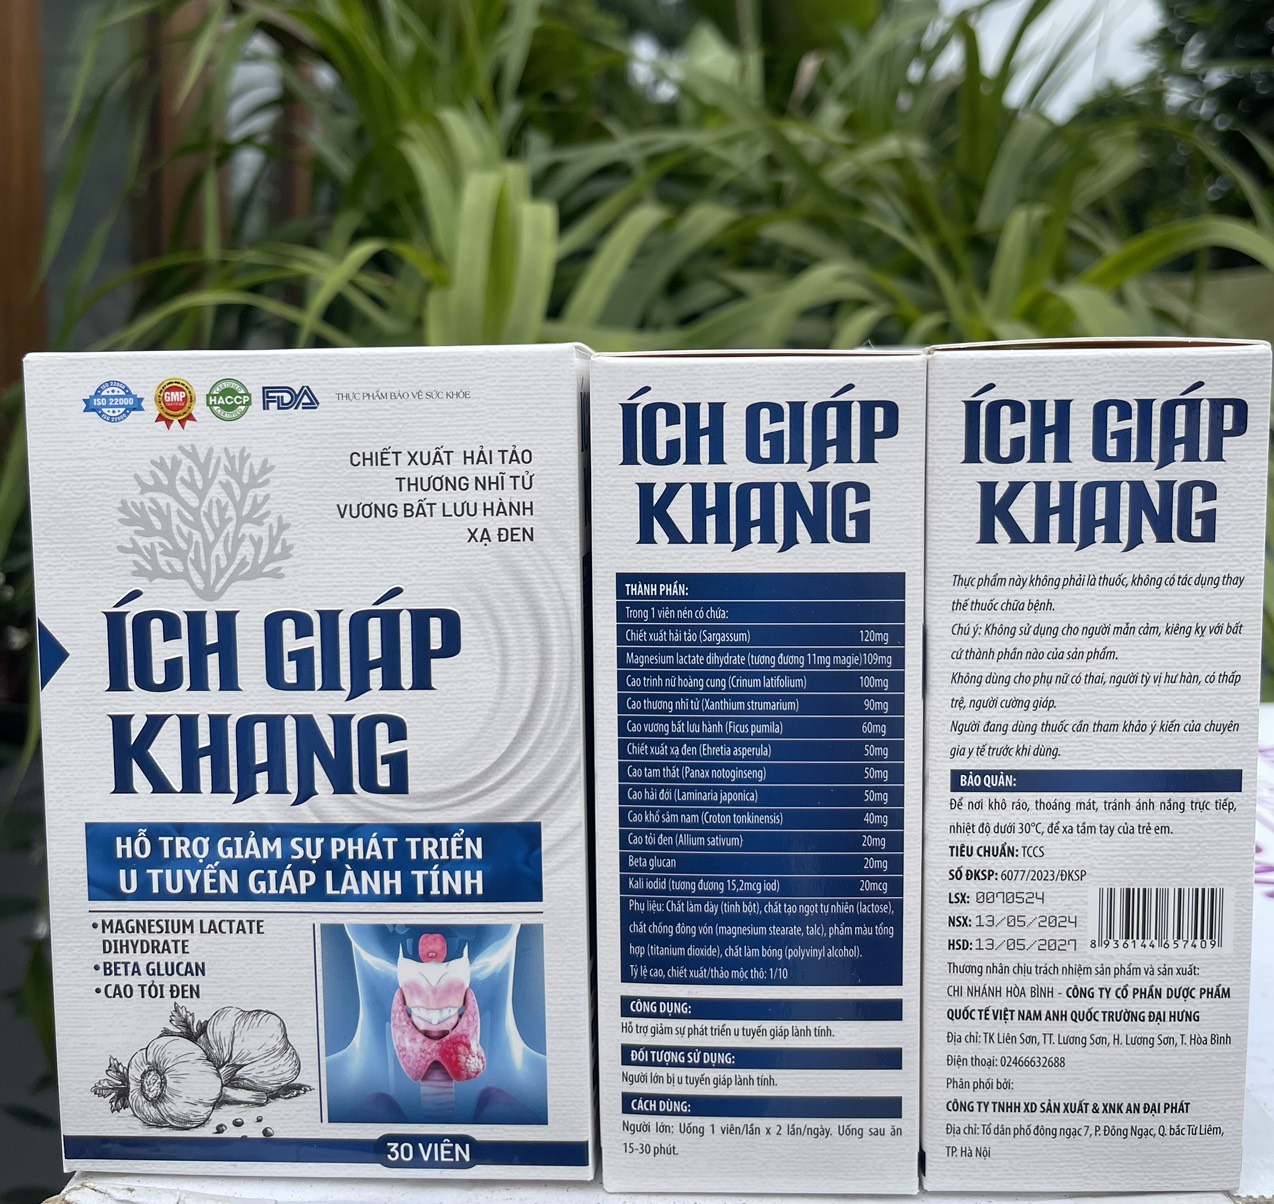 ISO 22000
ISO 22000
ISO 22000
GMP
CERTIFIED
HACCP
CERTIFIED
FDA
THỰC PHẨM BẢO VỆ SỨC KHỎE
CHIẾT XUẤT HẢI TẢO
THƯƠNG NHĨ TỬ
VƯƠNG BẤT LƯU HÀNH
XẠ ĐEN
ÍCH GIÁP
KHANG
HỖ TRỢ GIẢM SỰ PHÁT TRIỂN
U TUYẾN GIÁP LÀNH TÍNH
• MAGNESIUM LACTATE
DIHYDRATE
• BETA GLUCAN
• CAO TỎI ĐEN
30 VIÊN
ÍCH GIÁP
KHANG
THÀNH PHẦN:
Trong 1 viên nén có chứa:
Chiết xuất hải tảo (Sargassum) 120mg
Magnesium lactate dihydrate (tương đương 11mg magie)109mg
Cao trinh nữ hoàng cung (Crinum latifolium) 100mg
Cao thương nhĩ tử (Xanthium strumarium) 90mg
Cao vương bất lưu hành (Ficus pumila) 60mg
Chiết xuất xạ đen (Ehretia asperula) 50mg
Cao tam thất (Panax notoginseng) 50mg
Cao hải đới (Laminaria japonica) 50mg
Cao khổ sâm nam (Croton tonkinensis) 40mg
Cao tỏi đen (Allium sativum) 20mg
Beta glucan 20mg
Kali iodid (tương đương 15,2mcg iod) 20mcg
Phụ liệu: Chất làm dày (tinh bột), chất tạo ngọt tự nhiên (lactose),
chất chống đông vón (magnesium stearate, talc), phẩm màu tổng
hợp (titanium dioxide), chất làm bóng (polyvinyl alcohol).
Tỷ lệ cao, chiết xuất/thảo mộc thô: 1/10
CÔNG DỤNG:
Hỗ trợ giảm sự phát triển u tuyến giáp lành tính.
ĐỐI TƯỢNG SỬ DỤNG:
Người lớn bị u tuyến giáp lành tính.
CÁCH DÙNG:
Người lớn: Uống 1 viên/lần x 2 lần/ngày. Uống sau ăn
15-30 phút.
ÍCH GIÁP
KHANG
Thực phẩm này không phải là thuốc, không có tác dụng thay
thế thuốc chữa bệnh.
Chú ý: Không sử dụng cho người mẫn cảm, kiêng kỵ với bất
cứ thành phần nào của sản phẩm.
Không dùng cho phụ nữ có thai, người tỳ vị hư hàn, có thấp
trệ, người cường giáp.
Người đang dùng thuốc cần tham khảo ý kiến của chuyên
gia y tế trước khi dùng.
BẢO QUẢN:
Để nơi khô ráo, thoáng mát, tránh ánh nắng trực tiếp,
nhiệt độ dưới 30°C, để xa tầm tay của trẻ em.
TIÊU CHUẨN: TCCS
SỐ ĐKSP: 6077/2023/ĐKSP
LSX: 0070524
NSX: 13/05/2024
HSD: 13/05/2027
8 936144 657409
Thương nhân chịu trách nhiệm sản phẩm và sản xuất:
CHI NHÁNH HÒA BÌNH - CÔNG TY CỔ PHẦN DƯỢC PHẨM
QUỐC TẾ VIỆT NAM ANH QUỐC TRƯỜNG ĐẠI HƯNG
Địa chỉ: TK Liên Sơn, TT. Lương Sơn, H. Lương Sơn, T. Hòa Bình
Điện thoại: 02466632688
Phân phối bởi:
CÔNG TY TNHH XD SẢN XUẤT & XNK AN ĐẠI PHÁT
Địa chỉ: Tổ dân phố đông ngạc 7, P. Đông Ngạc, Q. bắc Từ Liêm,
TP. Hà Nội